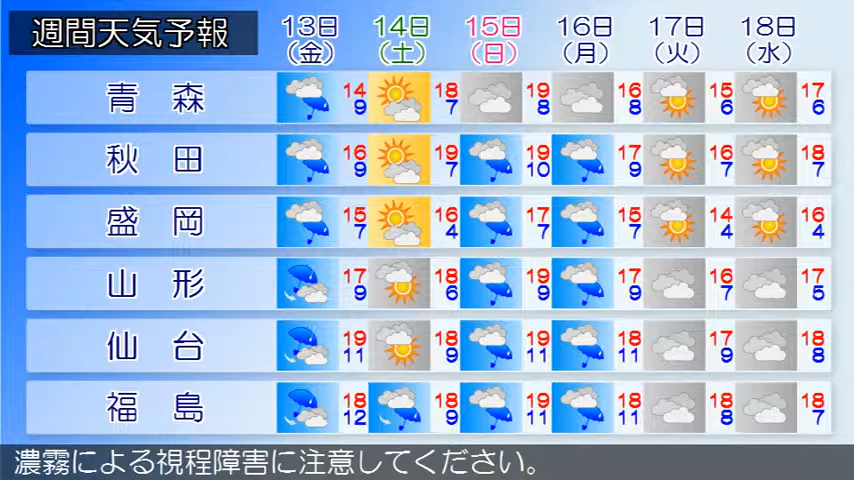 週間天気予報 13日 14日 15日 16日 17日 18日
(金) (土) (日) (月) (火) (水)
青森 14 9 18 7 19 8 16 8 15 6 17 6
秋田 16 9 19 7 19 10 17 9 16 7 18 7
盛岡 15 7 16 4 17 7 15 7 14 4 16 4
山形 17 9 18 6 19 9 17 9 16 7 17 5
仙台 19 11 18 9 19 11 18 11 17 9 18 8
福島 18 12 18 9 19 11 18 11 18 8 18 7
濃霧による視程障害に注意してください。